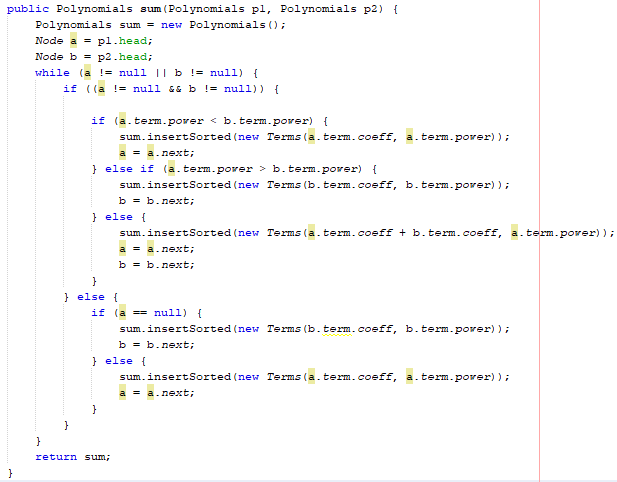 public Polynomials sum(Polynomials p1, Polynomials p2) {
    Polynomials sum = new Polynomials();
    Node a = p1.head;
    Node b = p2.head;
    while (a != null || b != null) {
        if ((a != null && b != null)) {

            if (a.term.power < b.term.power) {
                sum.insertSorted(new Terms(a.term.coeff, a.term.power));
                a = a.next;
            } else if (a.term.power > b.term.power) {
                sum.insertSorted(new Terms(b.term.coeff, b.term.power));
                b = b.next;
            } else {
                sum.insertSorted(new Terms(a.term.coeff + b.term.coeff, a.term.power));
                a = a.next;
                b = b.next;
            }
        } else {
            if (a == null) {
                sum.insertSorted(new Terms(b.term.coeff, b.term.power));
                b = b.next;
            } else {
                sum.insertSorted(new Terms(a.term.coeff, a.term.power));
                a = a.next;
            }
        }
    }
    return sum;
}